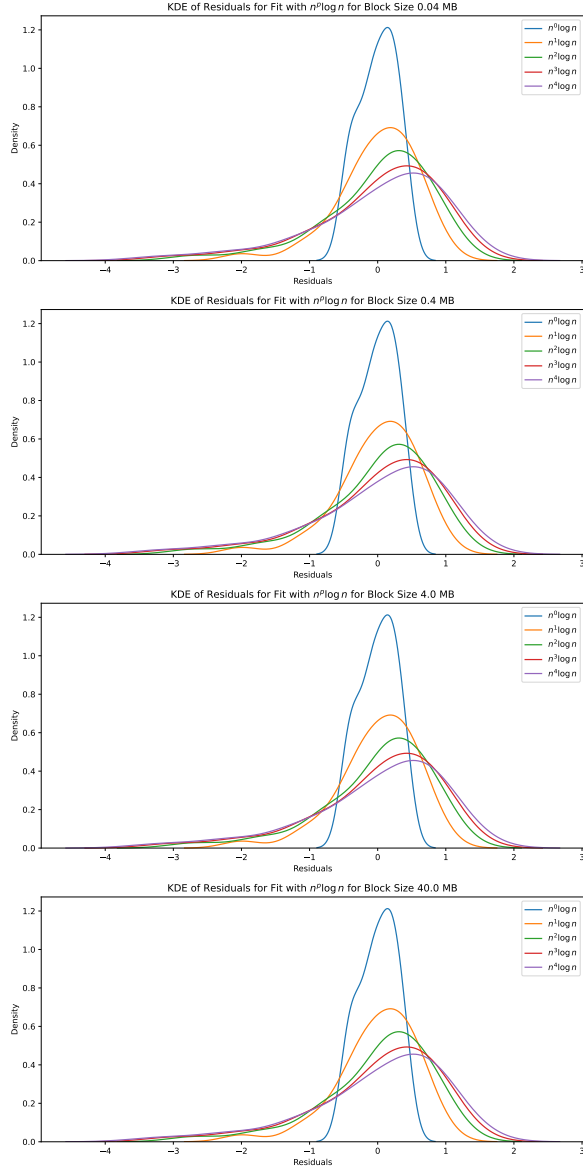 KDE of Residuals for Fit with n^p log n for Block Size 0.04 MB
1.2
1.0
0.8
0.6
0.4
0.2
0.0
Density
n^0 log n
n^1 log n
n^2 log n
n^3 log n
n^4 log n
−4 −3 −2 −1 0 1 2 3
Residuals
KDE of Residuals for Fit with n^p log n for Block Size 0.4 MB
1.2
1.0
0.8
0.6
0.4
0.2
0.0
Density
n^0 log n
n^1 log n
n^2 log n
n^3 log n
n^4 log n
−4 −3 −2 −1 0 1 2 3
Residuals
KDE of Residuals for Fit with n^p log n for Block Size 4.0 MB
1.2
1.0
0.8
0.6
0.4
0.2
0.0
Density
n^0 log n
n^1 log n
n^2 log n
n^3 log n
n^4 log n
−4 −3 −2 −1 0 1 2 3
Residuals
KDE of Residuals for Fit with n^p log n for Block Size 40.0 MB
1.2
1.0
0.8
0.6
0.4
0.2
0.0
Density
n^0 log n
n^1 log n
n^2 log n
n^3 log n
n^4 log n
−4 −3 −2 −1 0 1 2 3
Residuals